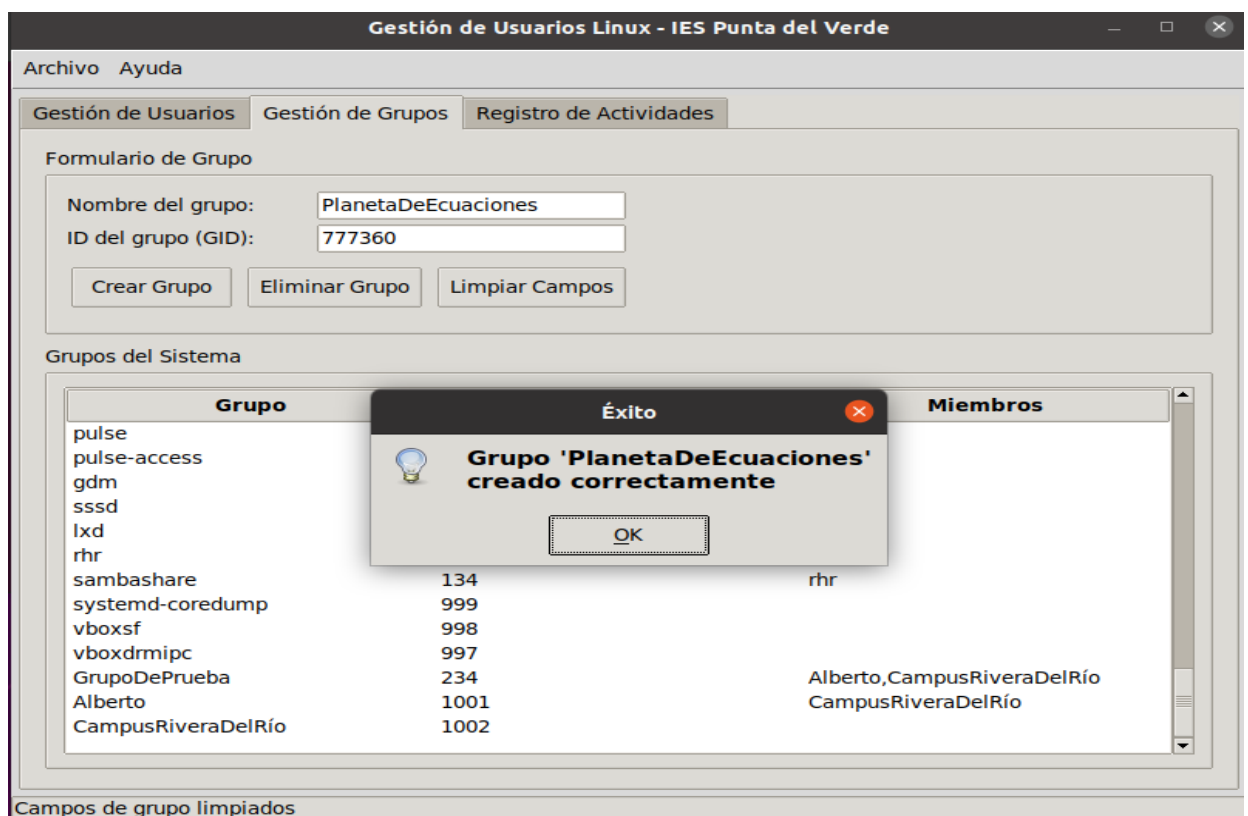 Gestión de Usuarios Linux - IES Punta del Verde
Archivo Ayuda
Gestión de Usuarios Gestión de Grupos Registro de Actividades
Formulario de Grupo
Nombre del grupo: PlanetaDeEcuaciones
ID del grupo (GID): 777360
Crear Grupo Eliminar Grupo Limpiar Campos
Grupos del Sistema
Grupo Miembros
pulse
pulse-access
gdm
sssd
lxd
rhr
Éxito
Grupo 'PlanetaDeEcuaciones'
creado correctamente
OK
sambashare 134 rhr
systemd-coredump 999
vboxsf 998
vboxdrmipc 997
GrupoDePrueba 234 Alberto,CampusRiveraDelRío
Alberto 1001 CampusRiveraDelRío
CampusRiveraDelRío 1002
Campos de grupo limpiados